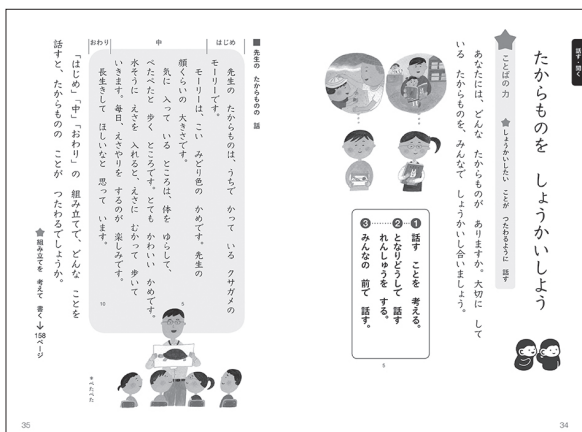 話す・聞く
たからものを しょうかいしよう
ことばの力
しょうかいしたい ことが つたわるように 話す
あなたには、どんな たからものが ありますか。大切に して
いる たからものを、みんなで しょうかいし合いましょう。
1 話す ことを 考える。
2 となりどうしで 話す
れんしゅうを する。
3 みんなの 前で 話す。
5
34
■ 先生の たからものの 話
はじめ
中
おわり
先生の たからものは、うちで かって いる クサガメの
モーリーです。
モーリーは、こい みどり色の かめです。先生の
顔くらいの 大きさです。
気に 入って いる ところは、体を ゆらして、
ぺたぺたと 歩く ところです。とても かわいい かめです。
水そうに えさを 入れると、えさに むかって 歩いて
いきます。毎日、えさやりを するのが 楽しみです。
長生きして ほしいなと 思って います。
5
10
*ぺたぺた
「はじめ」「中」「おわり」の 組み立てで、どんな ことを
話すと、たからものの ことが つたわるでしょうか。
組み立てを 考えて 書く→158ページ
35